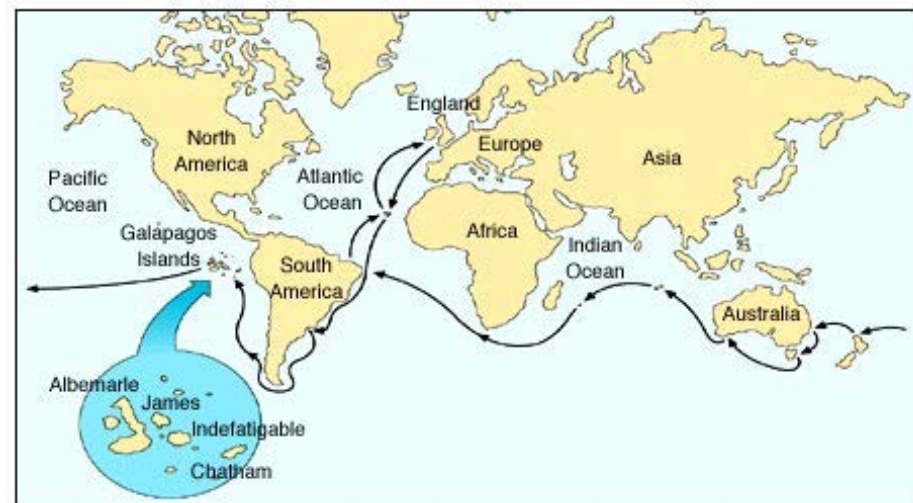 England
North
America
Europe
Asia
Atlantic
Ocean
Pacific
Ocean
Galápagos
Islands
Africa
Indian
Ocean
South
America
Australia
Albemarle
James
Indefatigable
Chatham